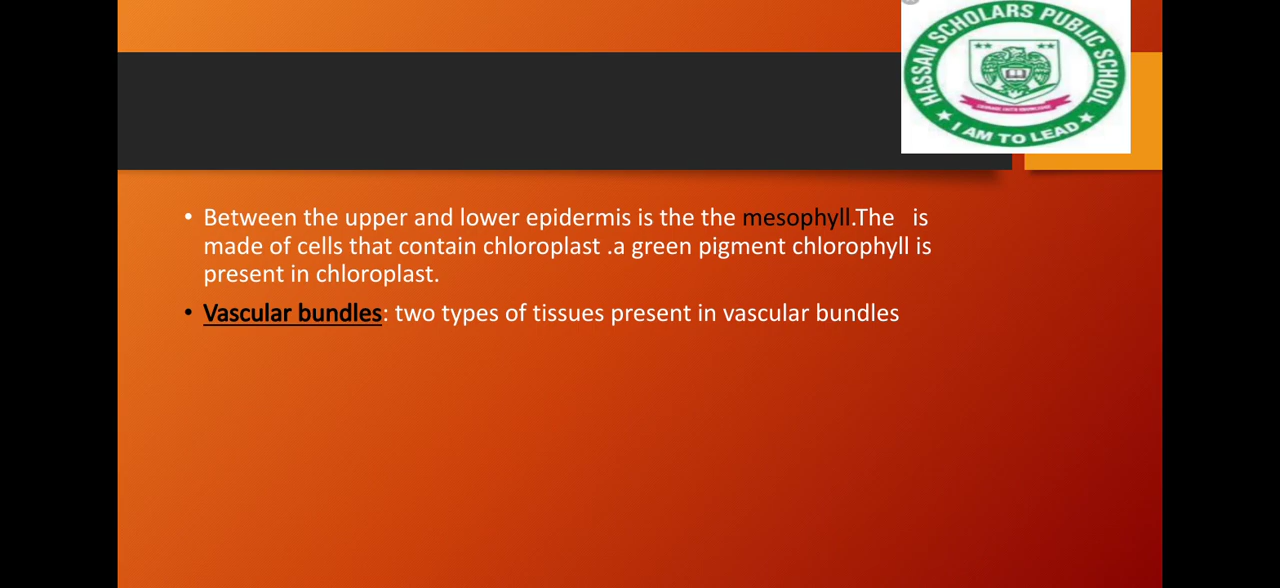 HASSAN SCHOLARS PUBLIC SCHOOL
I AM TO LEAD
• Between the upper and lower epidermis is the the mesophyll.The is
made of cells that contain chloroplast .a green pigment chlorophyll is
present in chloroplast.
• Vascular bundles: two types of tissues present in vascular bundles